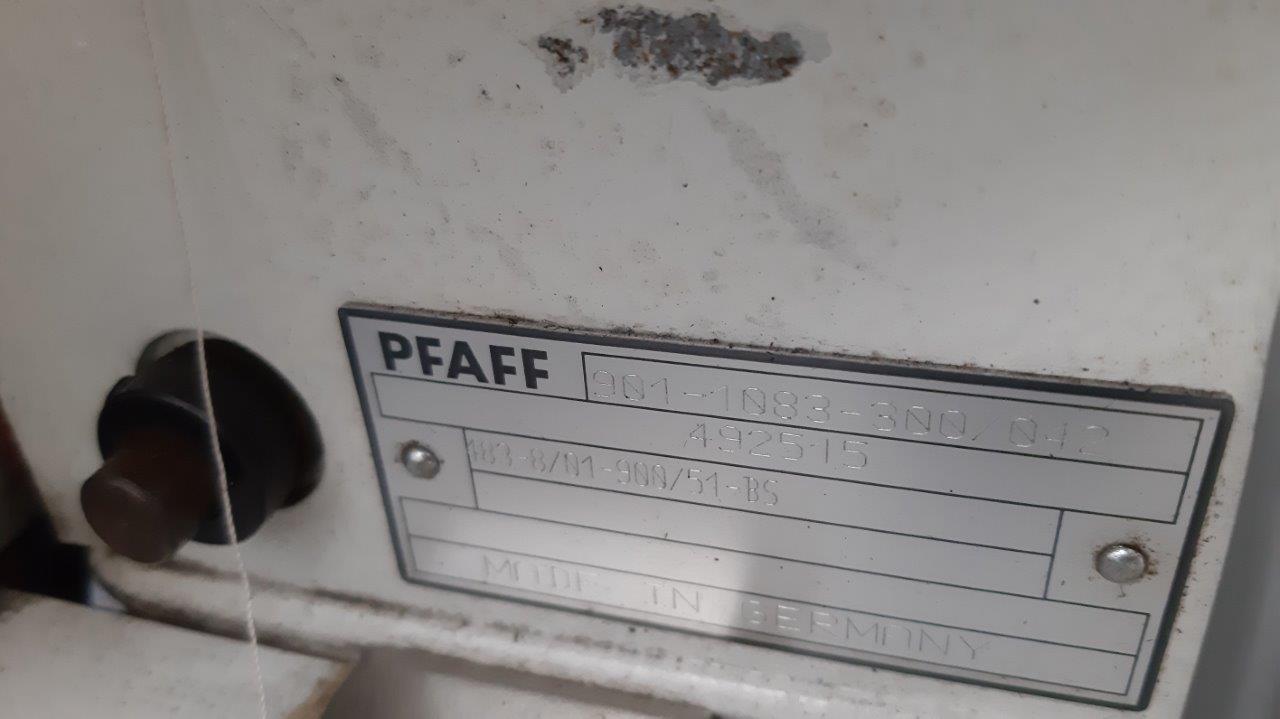 PFAFF 901-1083-300/042
492515
483-8/01-900/51-BS
MADE IN GERMANY